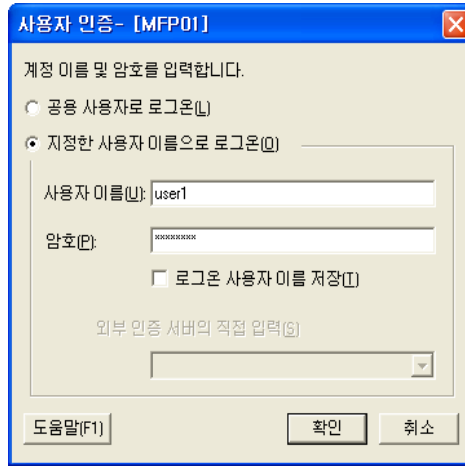 사용자 인증- [MFP01]
계정 이름 및 암호를 입력합니다.
공용 사용자로 로그온(L)
지정한 사용자 이름으로 로그온(O)
사용자 이름(U): user1
암호(P): ********
로그온 사용자 이름 저장(T)
외부 인증 서버의 직접 입력(S)
도움말(F1) 확인 취소